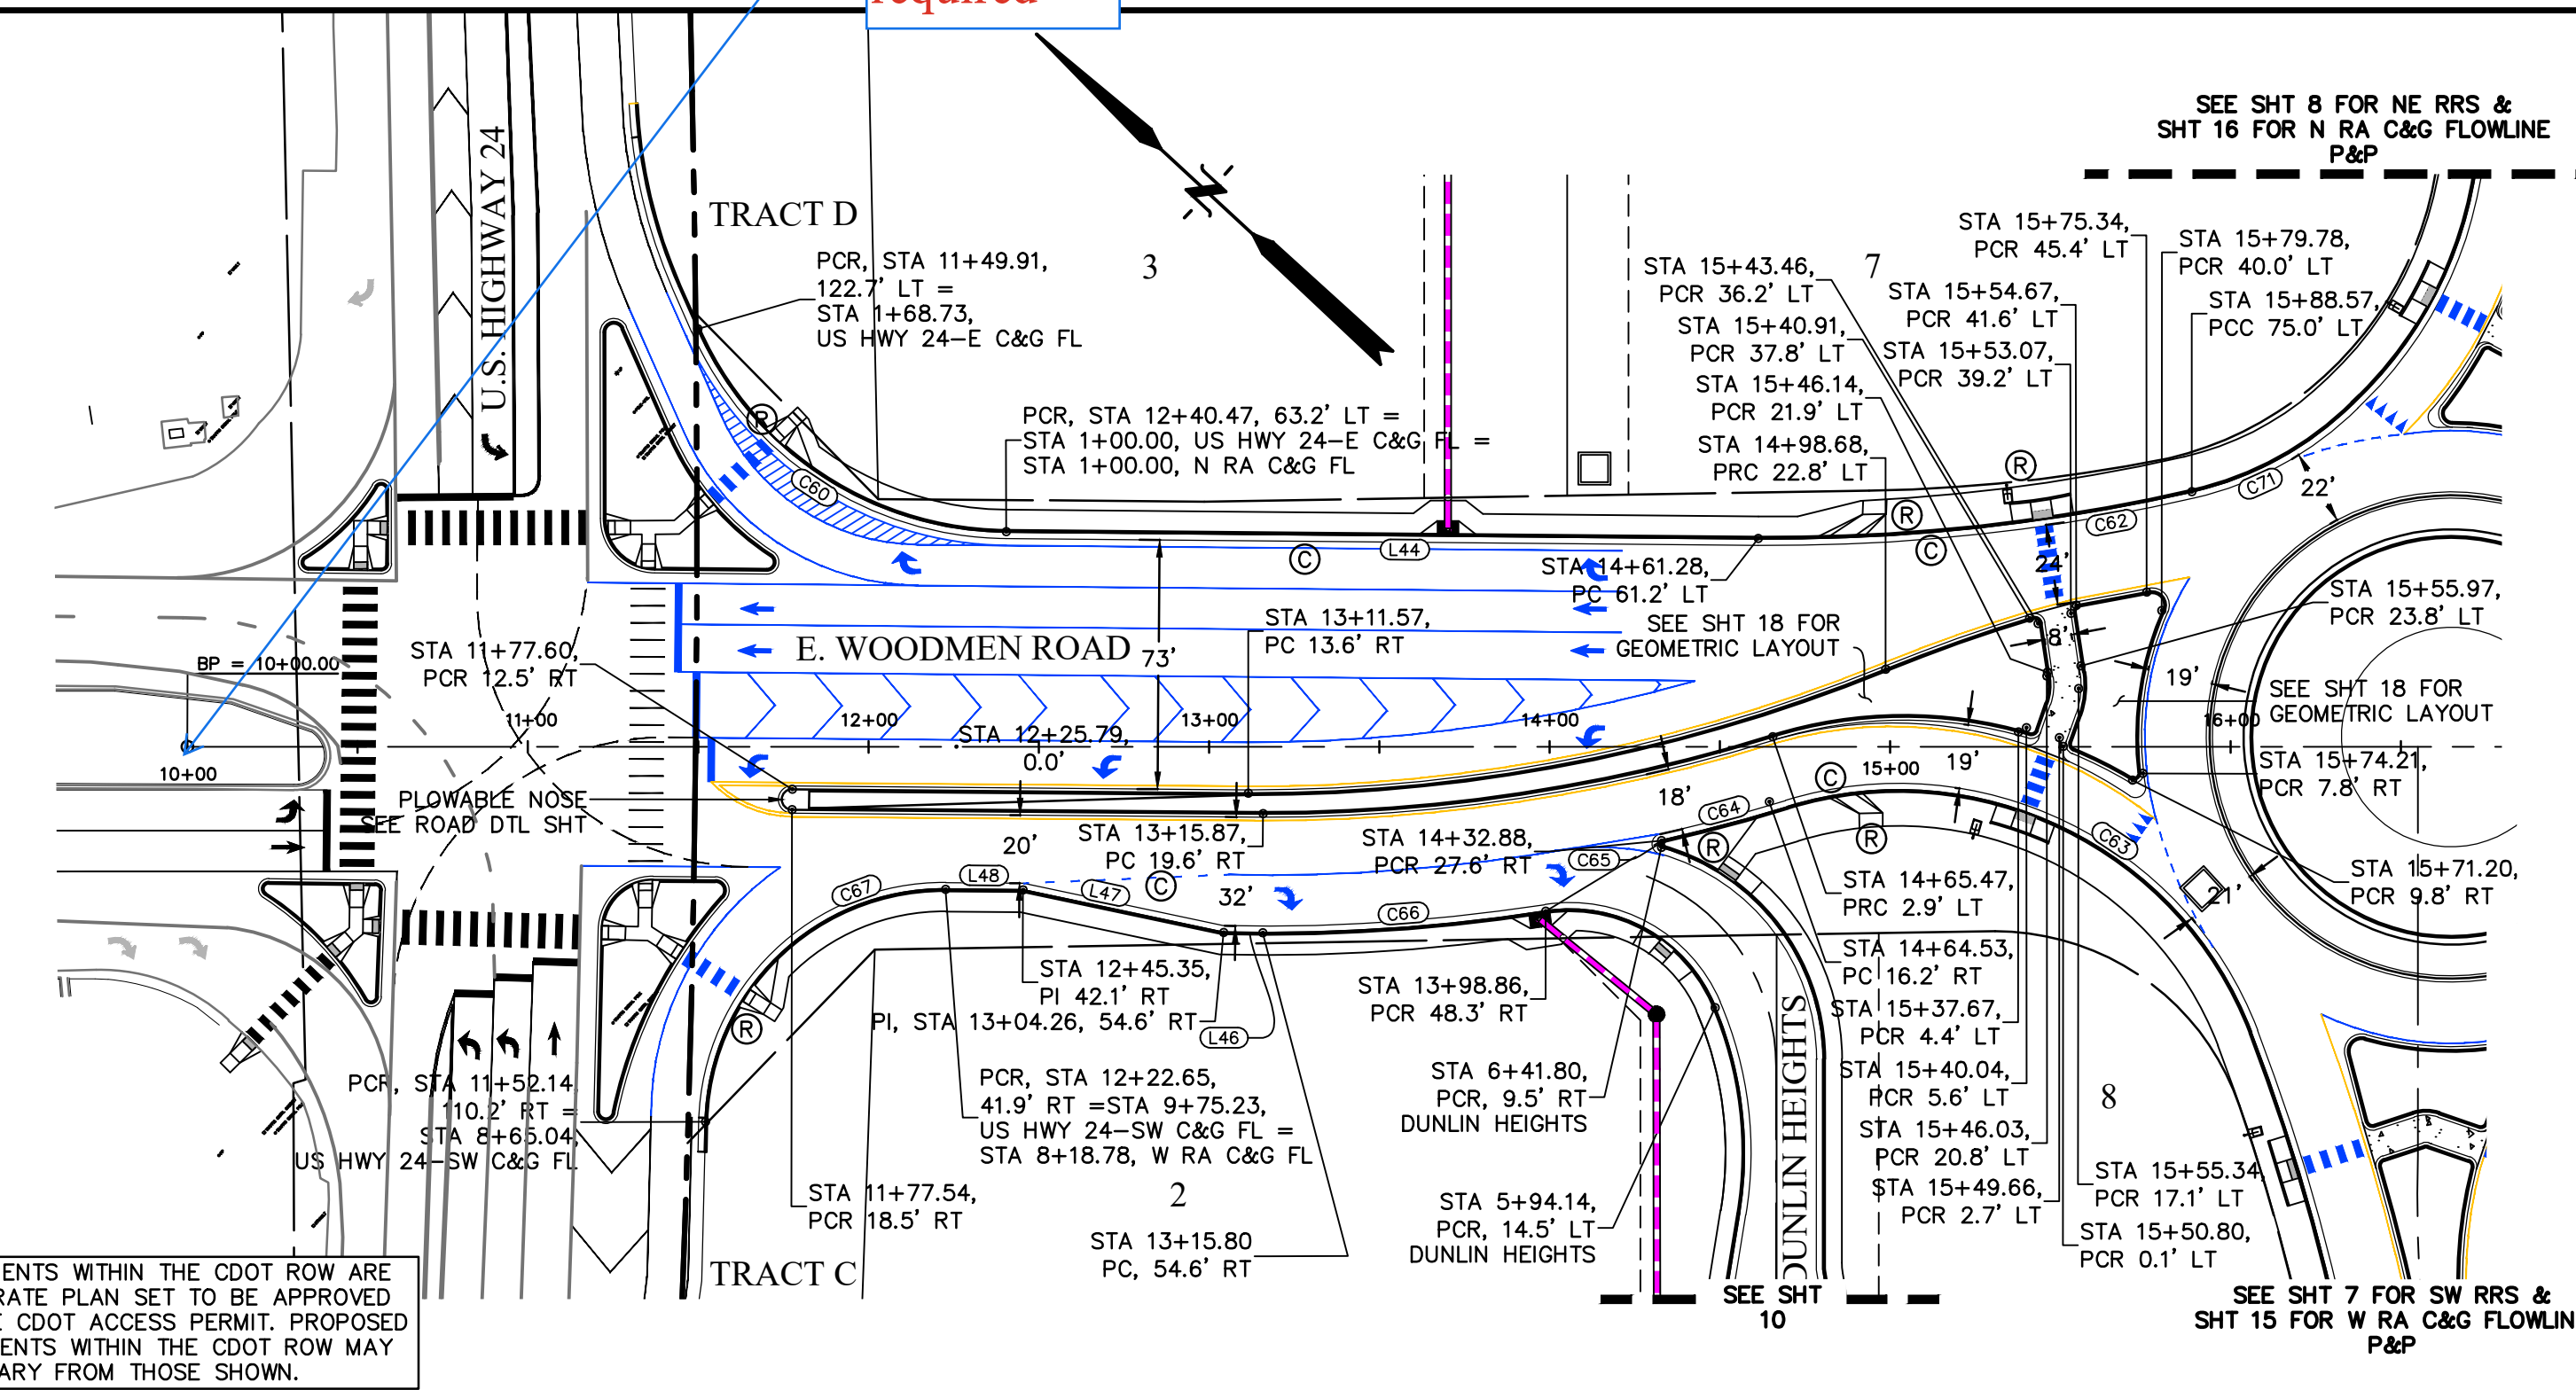 required
SEE SHT 8 FOR NE RRS &
SHT 16 FOR N RA C&G FLOWLINE
P&P
U.S. HIGHWAY 24
TRACT D
3
7
PCR, STA 11+49.91,
122.7' LT =
STA 1+68.73,
US HWY 24-E C&G FL
STA 15+75.34,
PCR 45.4' LT
STA 15+79.78,
PCR 40.0' LT
STA 15+43.46,
PCR 36.2' LT
STA 15+54.67,
PCR 41.6' LT
STA 15+88.57,
PCC 75.0' LT
STA 15+40.91,
PCR 37.8' LT
STA 15+53.07,
PCR 39.2' LT
STA 15+46.14,
PCR 21.9' LT
STA 14+98.68,
PRC 22.8' LT
PCR, STA 12+40.47, 63.2' LT =
STA 1+00.00, US HWY 24-E C&G FL =
STA 1+00.00, N RA C&G FL
R
C60
R
C71
22'
R
C62
C
C
L44
24'
STA 14+61.28,
PC 61.2' LT
STA 15+55.97,
PCR 23.8' LT
STA 13+11.57,
PC 13.6' RT
SEE SHT 18 FOR
GEOMETRIC LAYOUT
8'
E. WOODMEN ROAD
73'
STA 11+77.60,
PCR 12.5' RT
BP = 10+00.00
19'
SEE SHT 18 FOR
GEOMETRIC LAYOUT
10+00
11+00
12+00
13+00
14+00
15+00
16+00
STA 12+25.79,
0.0'
19'
STA 15+74.21,
PCR 7.8' RT
PLOWABLE NOSE
SEE ROAD DTL SHT
C
18'
20'
STA 13+15.87,
PC 19.6' RT
STA 14+32.88,
PCR 27.6' RT
C64
R
R
C63
C65
STA 15+71.20,
PCR 9.8' RT
21'
C67
L48
L47
C
32'
C66
STA 14+65.47,
PRC 2.9' LT
STA 14+64.53,
PC 16.2' RT
STA 12+45.35,
PI 42.1' RT
PI, STA 13+04.26, 54.6' RT
L46
STA 13+98.86,
PCR 48.3' RT
R
STA 15+37.67,
PCR 4.4' LT
STA 6+41.80,
PCR, 9.5' RT
DUNLIN HEIGHTS
STA 15+40.04,
PCR 5.6' LT
8
PCR, STA 11+52.14,
110.2' RT =
STA 8+65.04,
US HWY 24-SW C&G FL
PCR, STA 12+22.65,
41.9' RT =STA 9+75.23,
US HWY 24-SW C&G FL =
STA 8+18.78, W RA C&G FL
STA 15+46.03,
PCR 20.8' LT
STA 15+55.34,
PCR 17.1' LT
STA 11+77.54,
PCR 18.5' RT
2
STA 13+15.80
PC, 54.6' RT
STA 5+94.14,
PCR, 14.5' LT
DUNLIN HEIGHTS
DUNLIN HEIGHTS
STA 15+49.66,
PCR 2.7' LT
STA 15+50.80,
PCR 0.1' LT
TRACT C
SEE SHT
10
SEE SHT 7 FOR SW RRS &
SHT 15 FOR W RA C&G FLOWLIN
P&P
ENTS WITHIN THE CDOT ROW ARE
RATE PLAN SET TO BE APPROVED
E CDOT ACCESS PERMIT. PROPOSED
ENTS WITHIN THE CDOT ROW MAY
ARY FROM THOSE SHOWN.